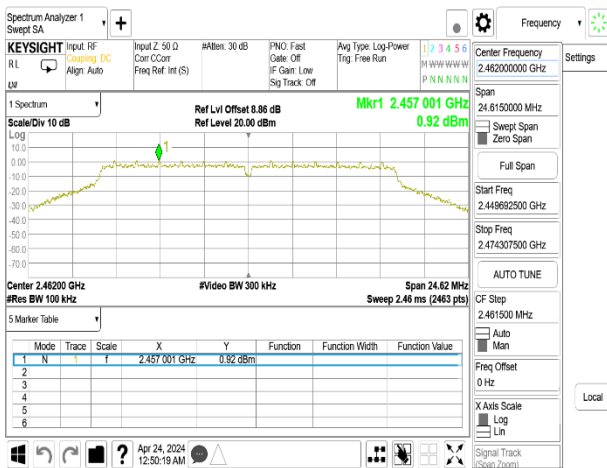 Spectrum Analyzer 1
Swept SA
Frequency
KEYSIGHT
RL
Input: RF
Coupling: DC
Align: Auto
Input Z: 50 Ω
Corr CCorr
Freq Ref: Int (S)
#Atten: 30 dB
PNO: Fast
Gate: Off
IF Gain: Low
Sig Track: Off
Avg Type: Log-Power
Trig: Free Run
1 2 3 4 5 6
M W W W W W
P N N N N N
1 Spectrum
Scale/Div 10 dB
Ref Lvl Offset 8.86 dB
Ref Level 20.00 dBm
Mkr1 2.457 001 GHz
0.92 dBm
Log
10.0
0.00
-10.0
-20.0
-30.0
-40.0
-50.0
-60.0
-70.0
1
Center 2.46200 GHz
#Res BW 100 kHz
#Video BW 300 kHz
Span 24.62 MHz
Sweep 2.46 ms (2463 pts)
5 Marker Table
Mode Trace Scale X Y Function Function Width Function Value
1 N 1 f 2.457 001 GHz 0.92 dBm
2
3
4
5
6
Apr 24, 2024
12:50:19 AM
Center Frequency
2.462000000 GHz
Span
24.6150000 MHz
Swept Span
Zero Span
Full Span
Start Freq
2.449692500 GHz
Stop Freq
2.474307500 GHz
AUTO TUNE
CF Step
2.461500 MHz
Auto
Man
Freq Offset
0 Hz
X Axis Scale
Log
Lin
Signal Track
(Span Zoom)
Settings
Local